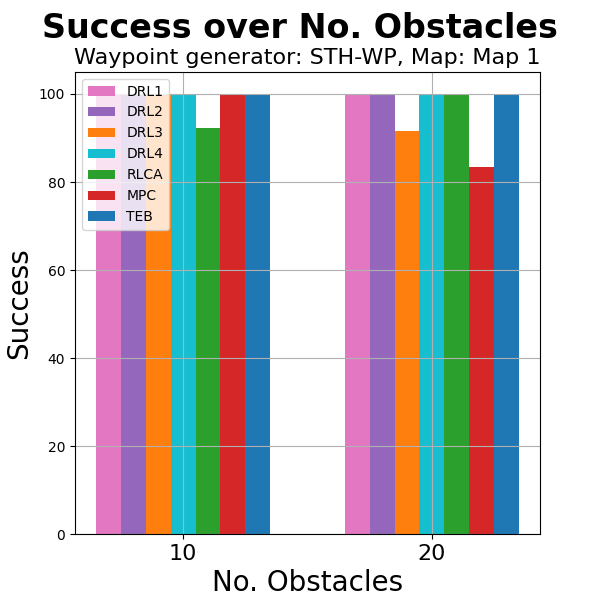 Success over No. Obstacles
Waypoint generator: STH-WP, Map: Map 1
100
80
60
40
20
0
Success
DRL1
DRL2
DRL3
DRL4
RLCA
MPC
TEB
10
20
No. Obstacles